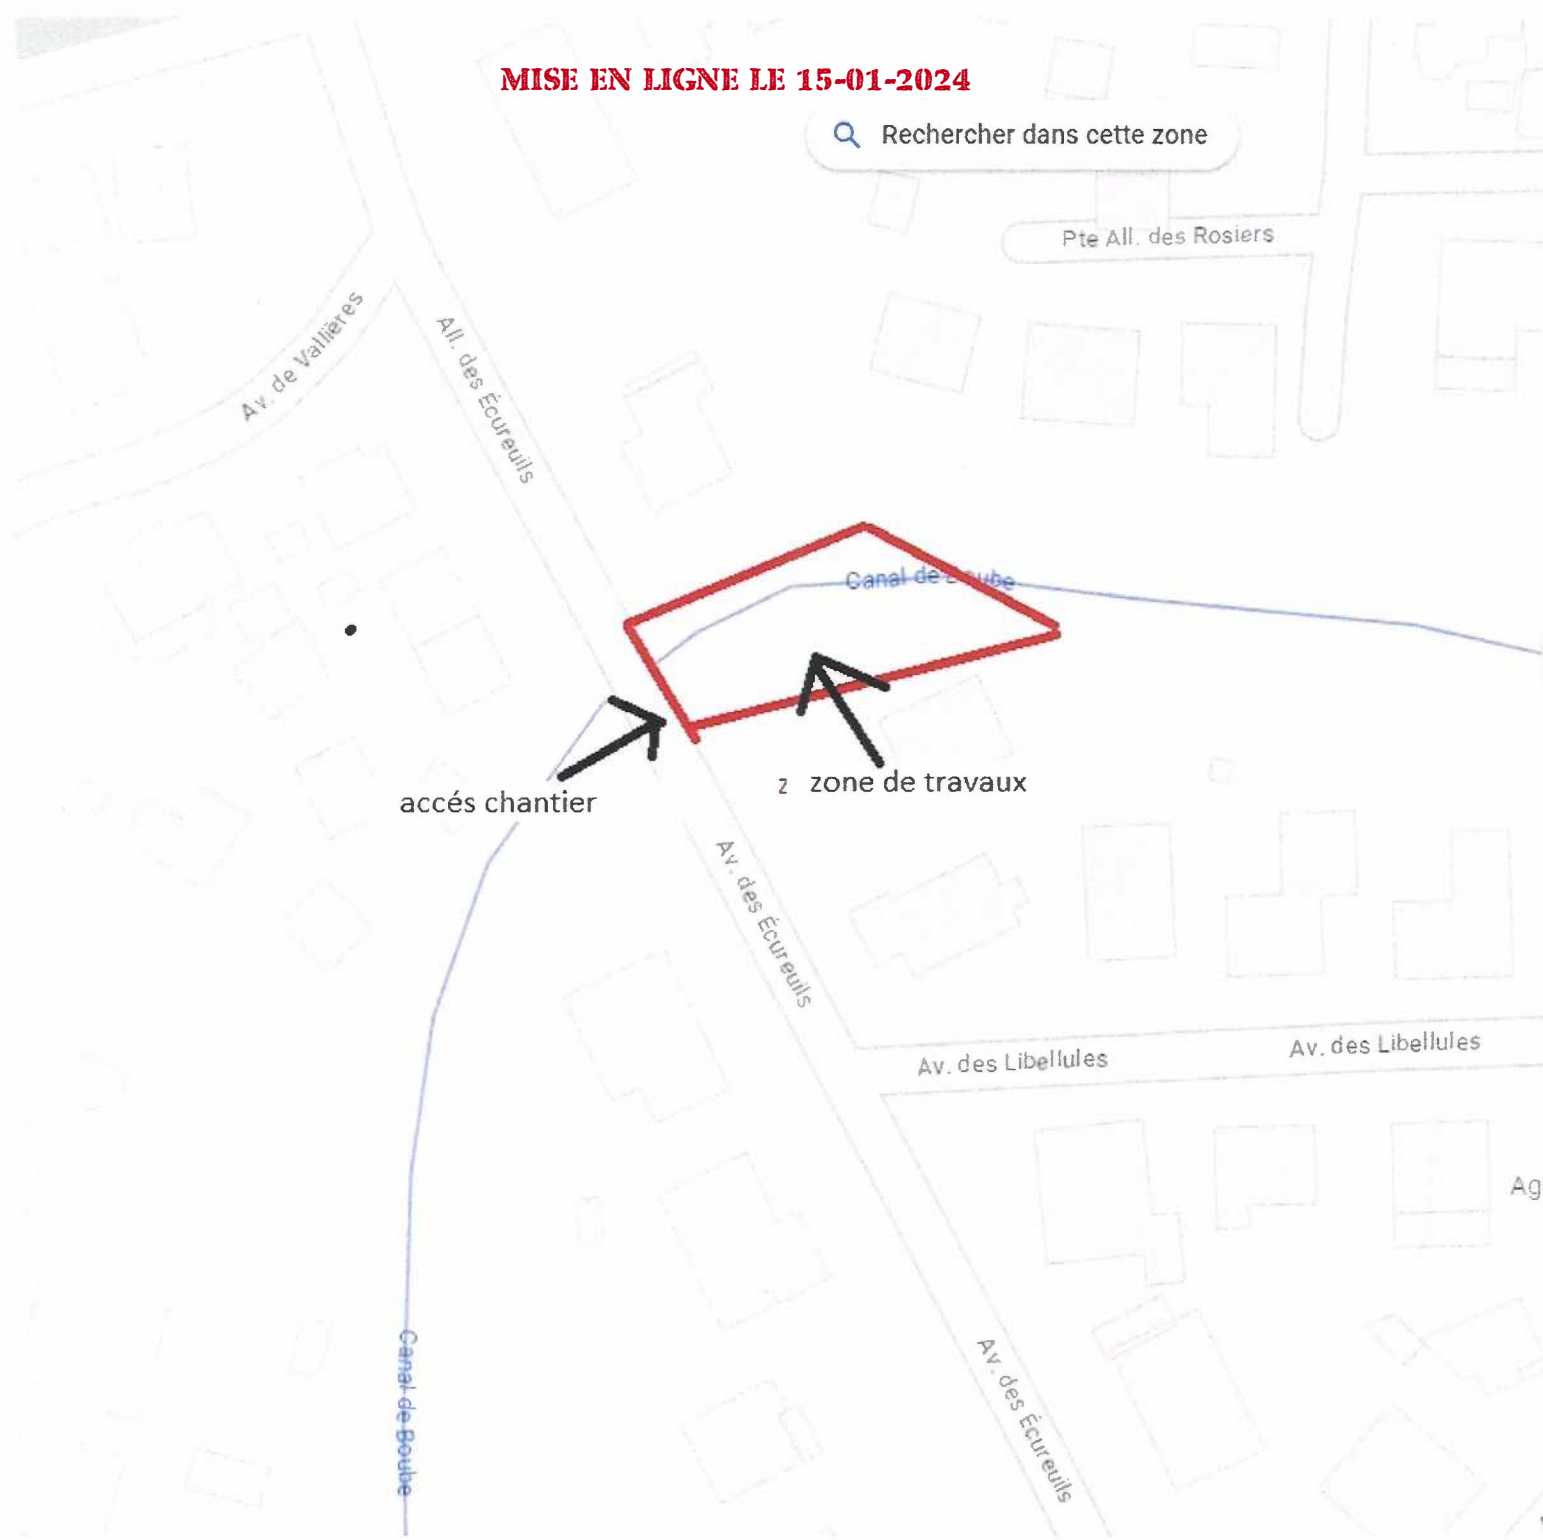 MISE EN LIGNE LE 15-01-2024
Rechercher dans cette zone
Pte All. des Rosiers
Av. de Vallières
All. des Écureuils
Canal de Boube
accés chantier
z zone de travaux
Av. des Écureuils
Av. des Libellules
Av. des Libellules
Ag
Canal de Boube
Av. des Écureuils